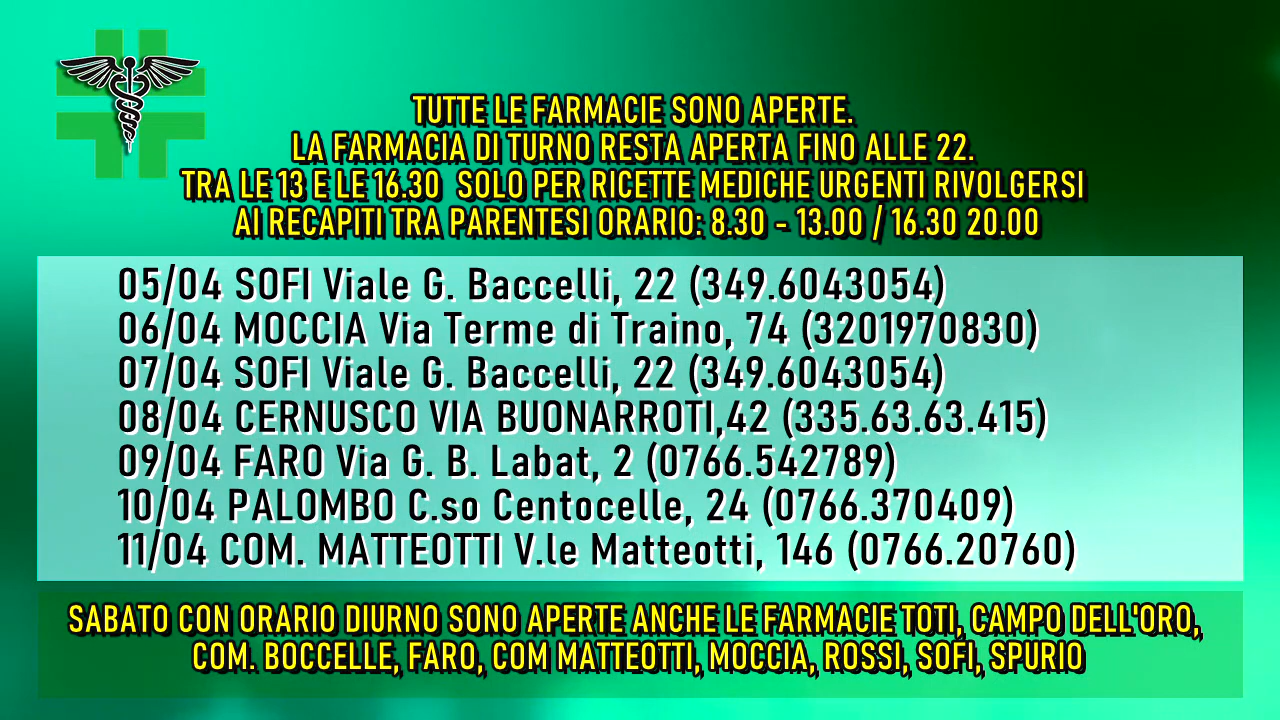 TUTTE LE FARMACIE SONO APERTE.
LA FARMACIA DI TURNO RESTA APERTA FINO ALLE 22.
TRA LE 13 E LE 16.30 SOLO PER RICETTE MEDICHE URGENTI RIVOLGERSI
AI RECAPITI TRA PARENTESI ORARIO: 8.30 - 13.00 / 16.30 20.00
05/04 SOFI Viale G. Baccelli, 22 (349.6043054)
06/04 MOCCIA Via Terme di Traino, 74 (3201970830)
07/04 SOFI Viale G. Baccelli, 22 (349.6043054)
08/04 CERNUSCO VIA BUONARROTI,42 (335.63.63.415)
09/04 FARO Via G. B. Labat, 2 (0766.542789)
10/04 PALOMBO C.so Centocelle, 24 (0766.370409)
11/04 COM. MATTEOTTI V.le Matteotti, 146 (0766.20760)
SABATO CON ORARIO DIURNO SONO APERTE ANCHE LE FARMACIE TOTI, CAMPO DELL'ORO,
COM. BOCCELLE, FARO, COM MATTEOTTI, MOCCIA, ROSSI, SOFI, SPURIO